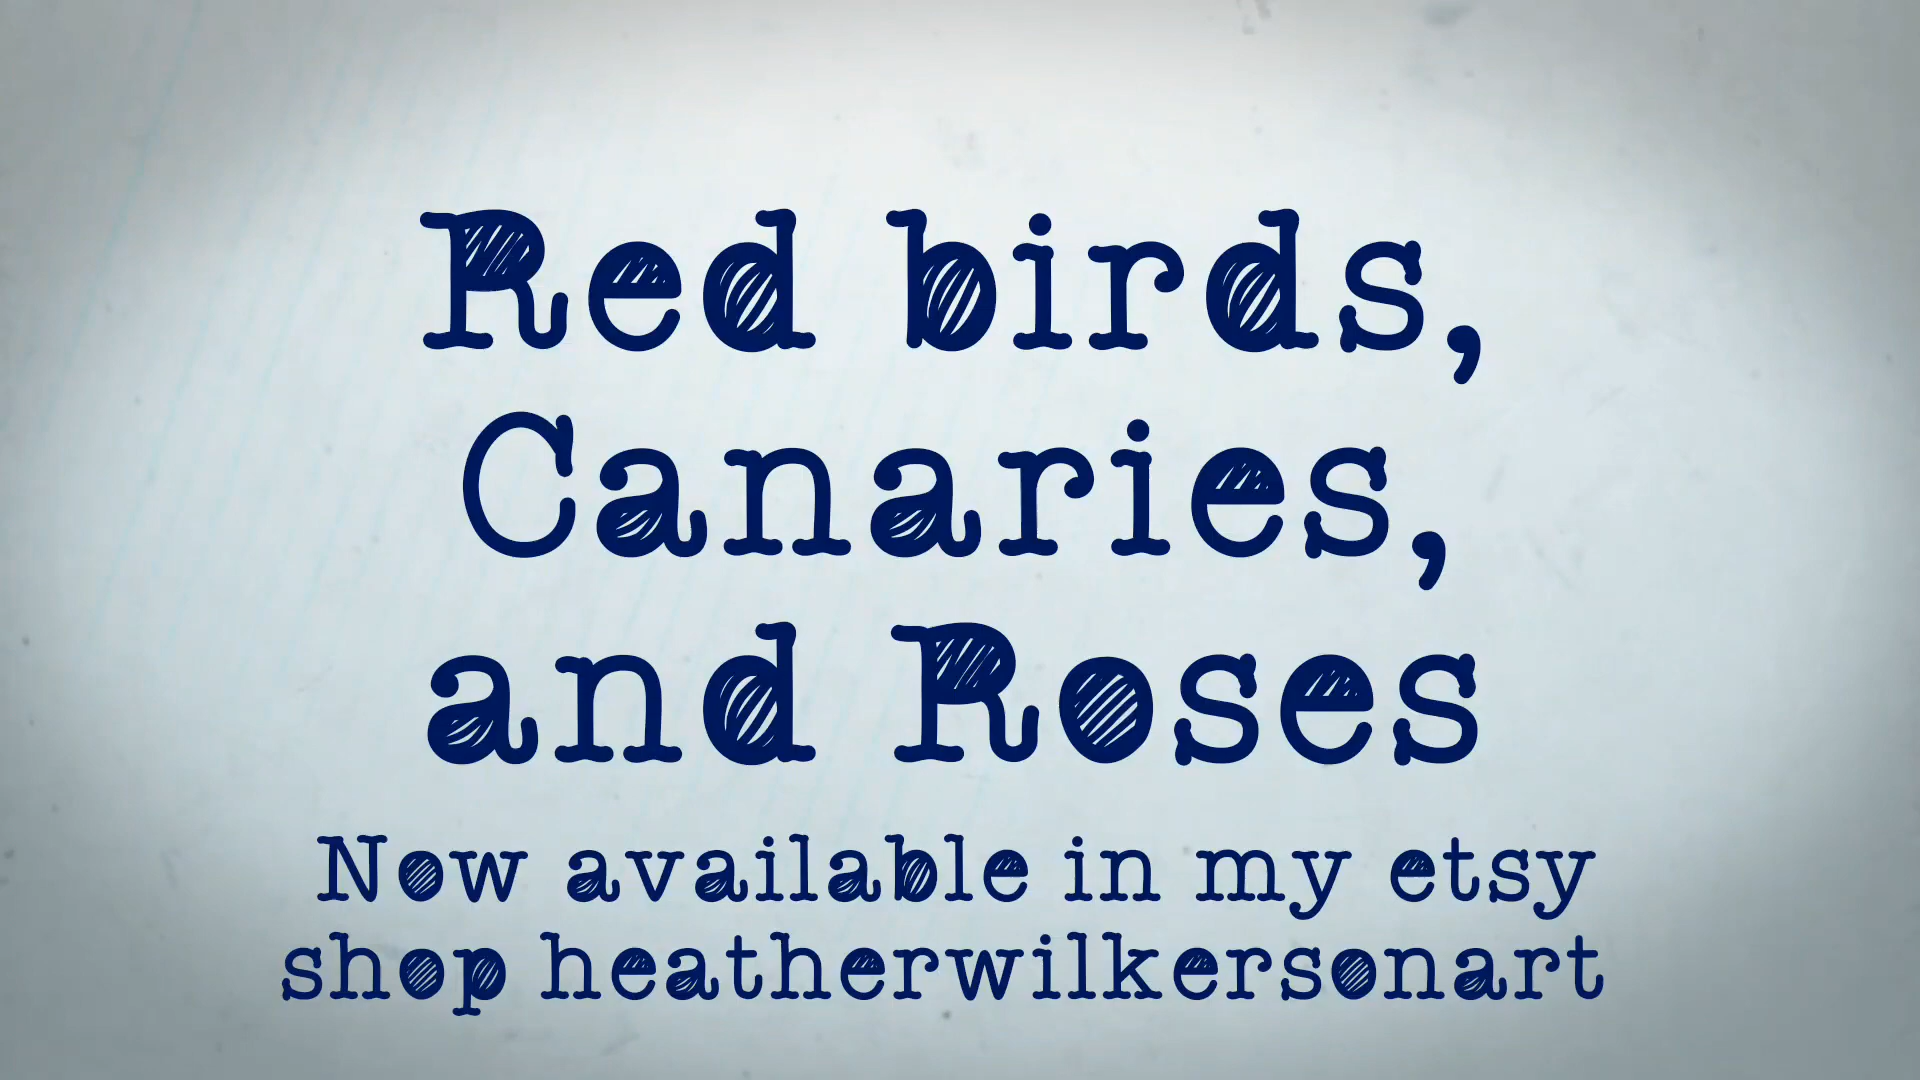 Red birds,
Canaries,
and Roses
Now available in my etsy
shop heatherwilkersonart